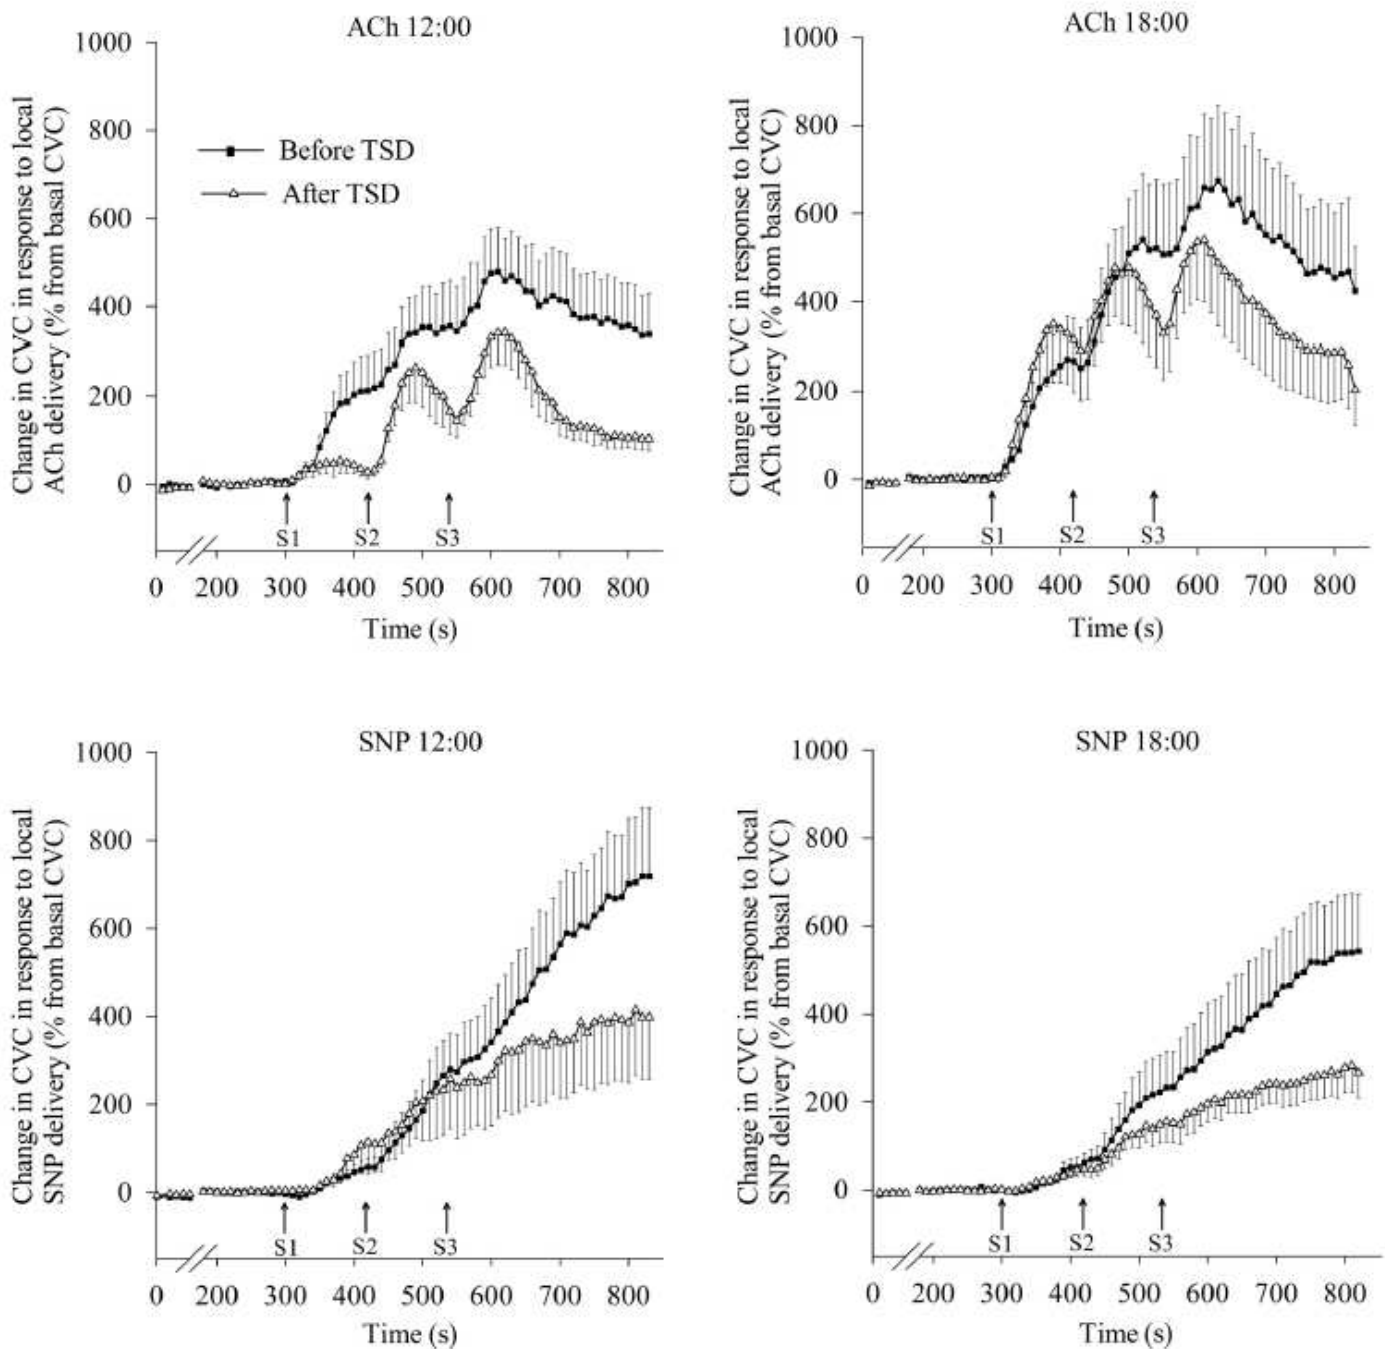 ACh 12:00
1000
800
600
400
200
0
Change in CVC in response to local
ACh delivery (% from basal CVC)
Before TSD
After TSD
S1 S2 S3
0 200 300 400 500 600 700 800
Time (s)
ACh 18:00
1000
800
600
400
200
0
Change in CVC in response to local
ACh delivery (% from basal CVC)
S1 S2 S3
0 200 300 400 500 600 700 800
Time (s)
SNP 12:00
1000
800
600
400
200
0
Change in CVC in response to local
SNP delivery (% from basal CVC)
S1 S2 S3
0 200 300 400 500 600 700 800
Time (s)
SNP 18:00
1000
800
600
400
200
0
Change in CVC in response to local
SNP delivery (% from basal CVC)
S1 S2 S3
0 200 300 400 500 600 700 800
Time (s)